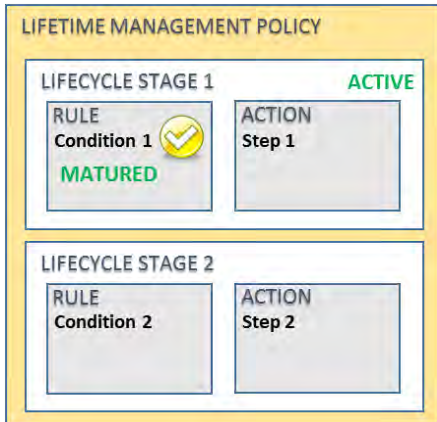 LIFETIME MANAGEMENT POLICY
LIFECYCLE STAGE 1 ACTIVE
RULE
Condition 1
MATURED
ACTION
Step 1
LIFECYCLE STAGE 2
RULE
Condition 2
ACTION
Step 2